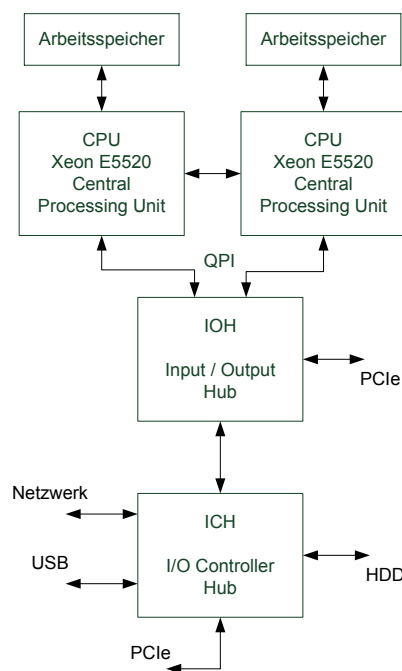 Arbeitsspeicher
Arbeitsspeicher
CPU
Xeon E5520
Central
Processing Unit
CPU
Xeon E5520
Central
Processing Unit
QPI
IOH
Input / Output
Hub
PCIe
Netzwerk
USB
ICH
I/O Controller
Hub
HDD
PCIe